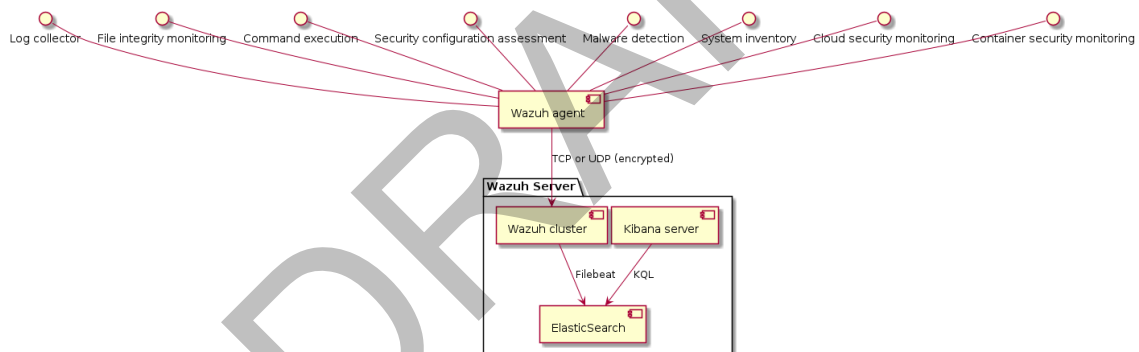 Log collector
File integrity monitoring
Command execution
Security configuration assessment
Malware detection
System inventory
Cloud security monitoring
Container security monitoring
Wazuh agent
TCP or UDP (encrypted)
Wazuh Server
Wazuh cluster
Kibana server
Filebeat
KQL
ElasticSearch
DRAFT